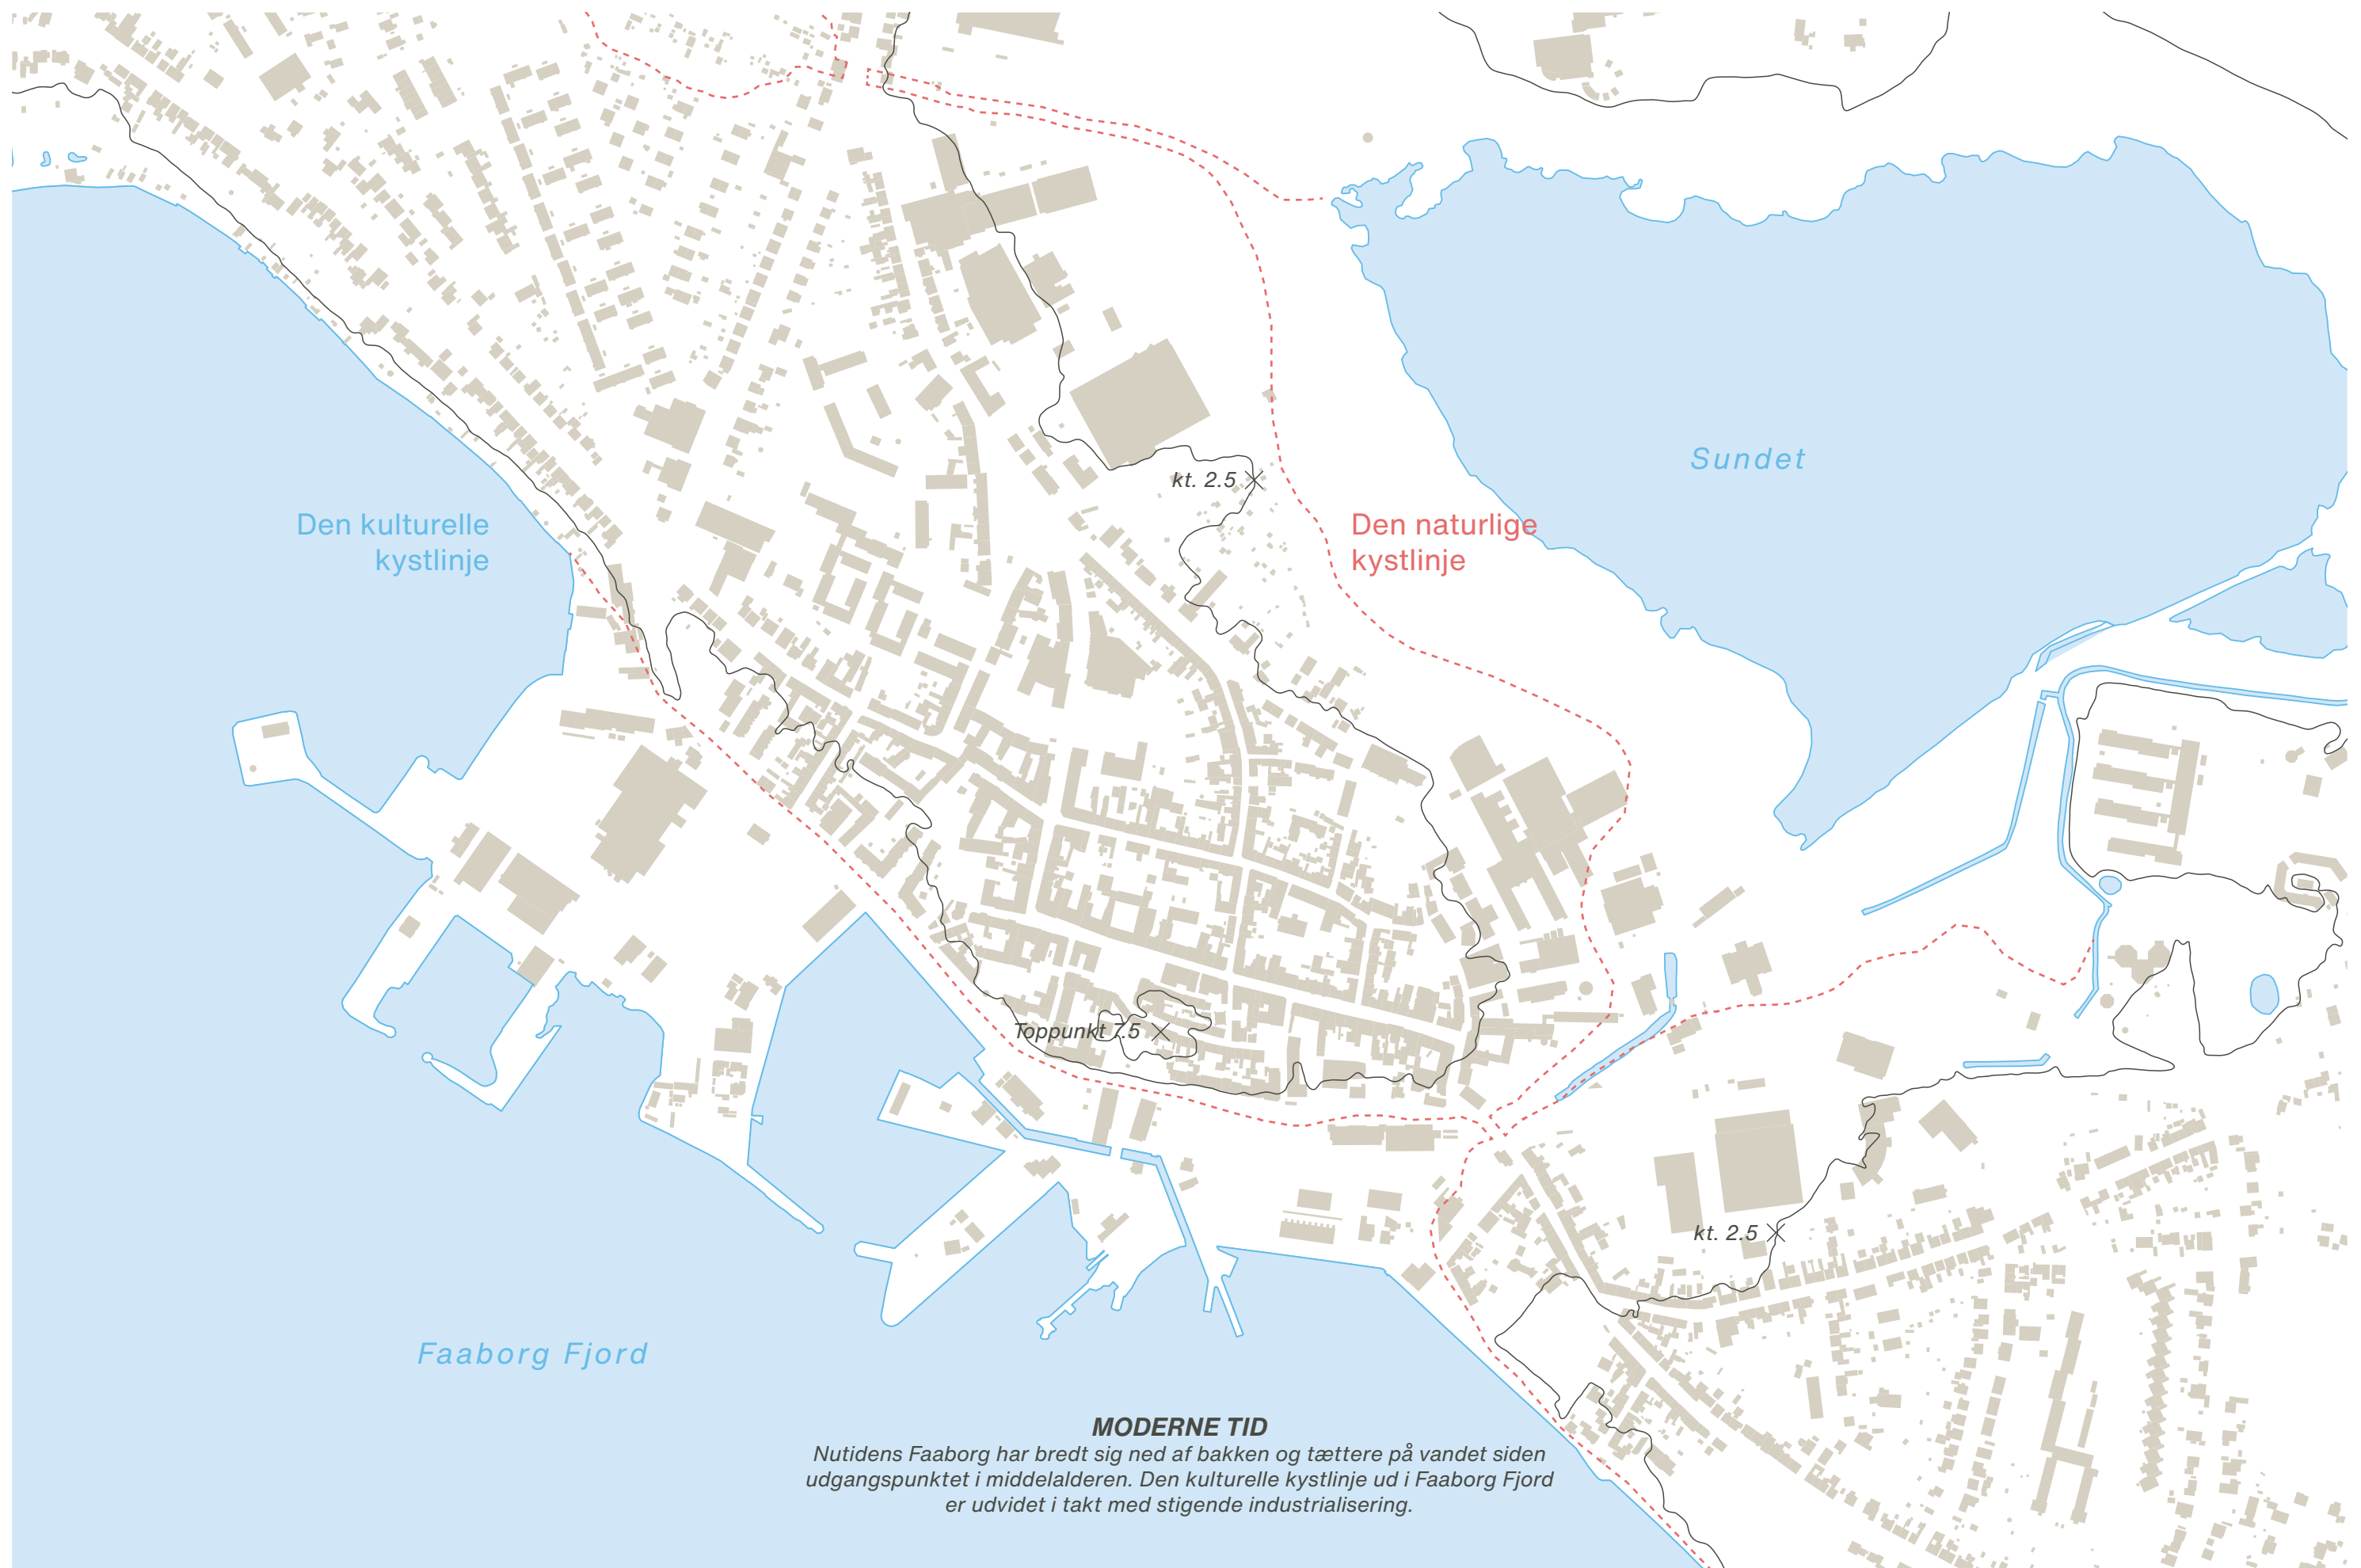 Sundet
kt. 2.5
Den kulturelle
kystlinje
Den naturlige
kystlinje
Toppunkt 7.5
kt. 2.5
Faaborg Fjord
MODERNE TID
Nutidens Faaborg har bredt sig ned af bakken og tættere på vandet siden
udgangspunktet i middelalderen. Den kulturelle kystlinje ud i Faaborg Fjord
er udvidet i takt med stigende industrialisering.